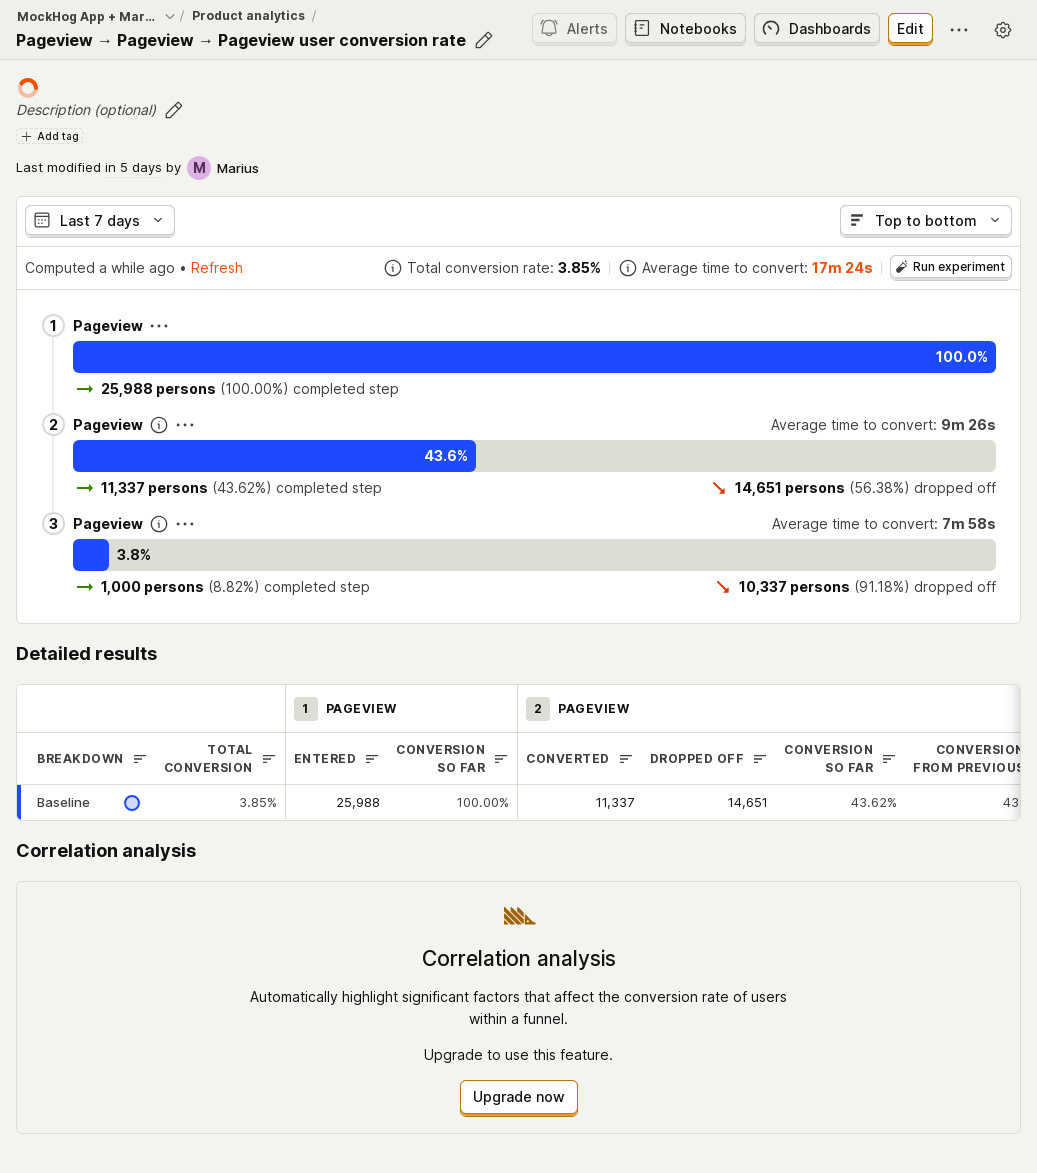 MockHog App + Mar... / Product analytics /
Pageview → Pageview → Pageview user conversion rate
Alerts
Notebooks
Dashboards
Edit
Description (optional)
Add tag
Last modified in 5 days by M Marius
Last 7 days
Top to bottom
Computed a while ago • Refresh
Total conversion rate: 3.85%
Average time to convert: 17m 24s
Run experiment
1 Pageview
100.0%
25,988 persons (100.00%) completed step
2 Pageview
Average time to convert: 9m 26s
43.6%
11,337 persons (43.62%) completed step
14,651 persons (56.38%) dropped off
3 Pageview
Average time to convert: 7m 58s
3.8%
1,000 persons (8.82%) completed step
10,337 persons (91.18%) dropped off
Detailed results
1 PAGEVIEW
2 PAGEVIEW
BREAKDOWN
TOTAL
CONVERSION
ENTERED
CONVERSION
SO FAR
CONVERTED
DROPPED OFF
CONVERSION
SO FAR
CONVERSION
FROM PREVIOUS
Baseline
3.85%
25,988
100.00%
11,337
14,651
43.62%
43
Correlation analysis
Correlation analysis
Automatically highlight significant factors that affect the conversion rate of users
within a funnel.
Upgrade to use this feature.
Upgrade now